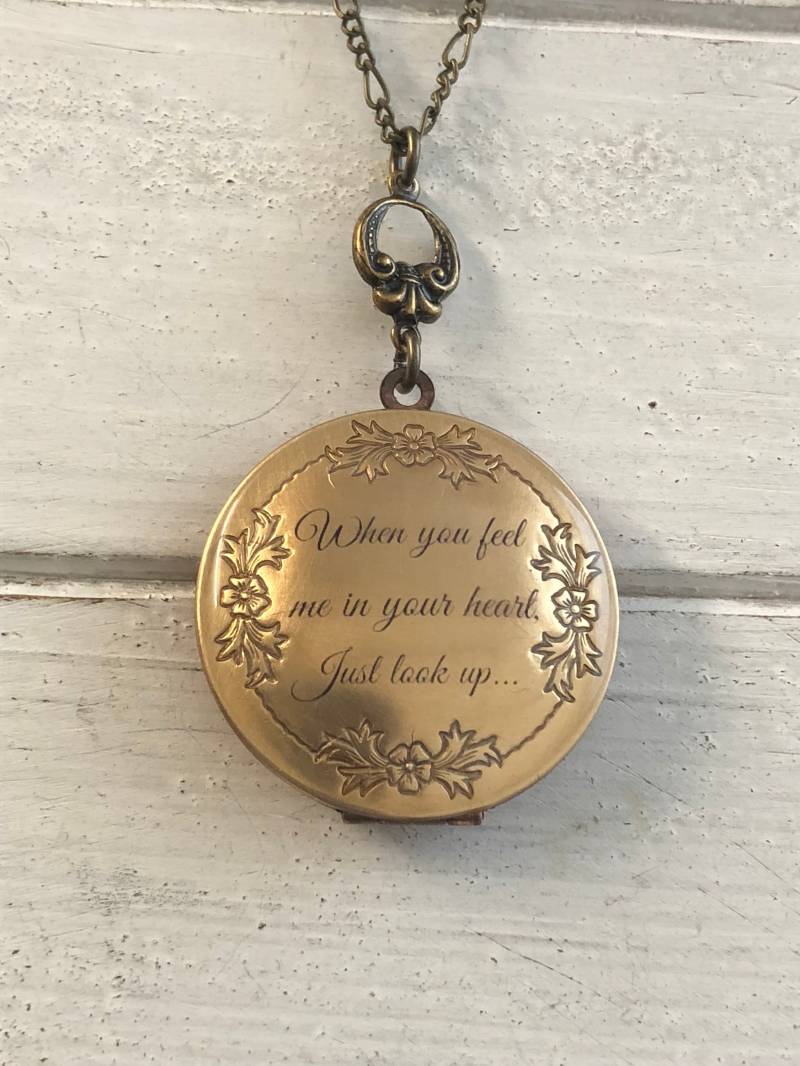 When you feel
me in your heart,
Just look up...